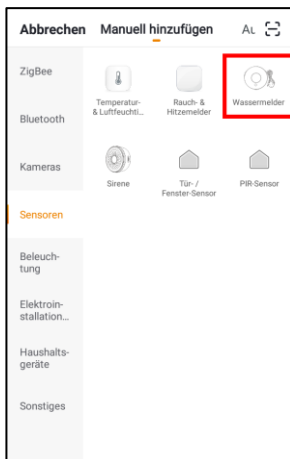 Abbrechen Manuell hinzufügen Au
ZigBee
Bluetooth
Kameras
Sensoren
Beleuch-
tung
Elektroin-
stallation...
Haushalts-
geräte
Sonstiges
Temperatur-
& Luftfeuchti...
Rauch- &
Hitzemelder
Wassermelder
Sirene
Tür- /
Fenster-Sensor
PIR-Sensor